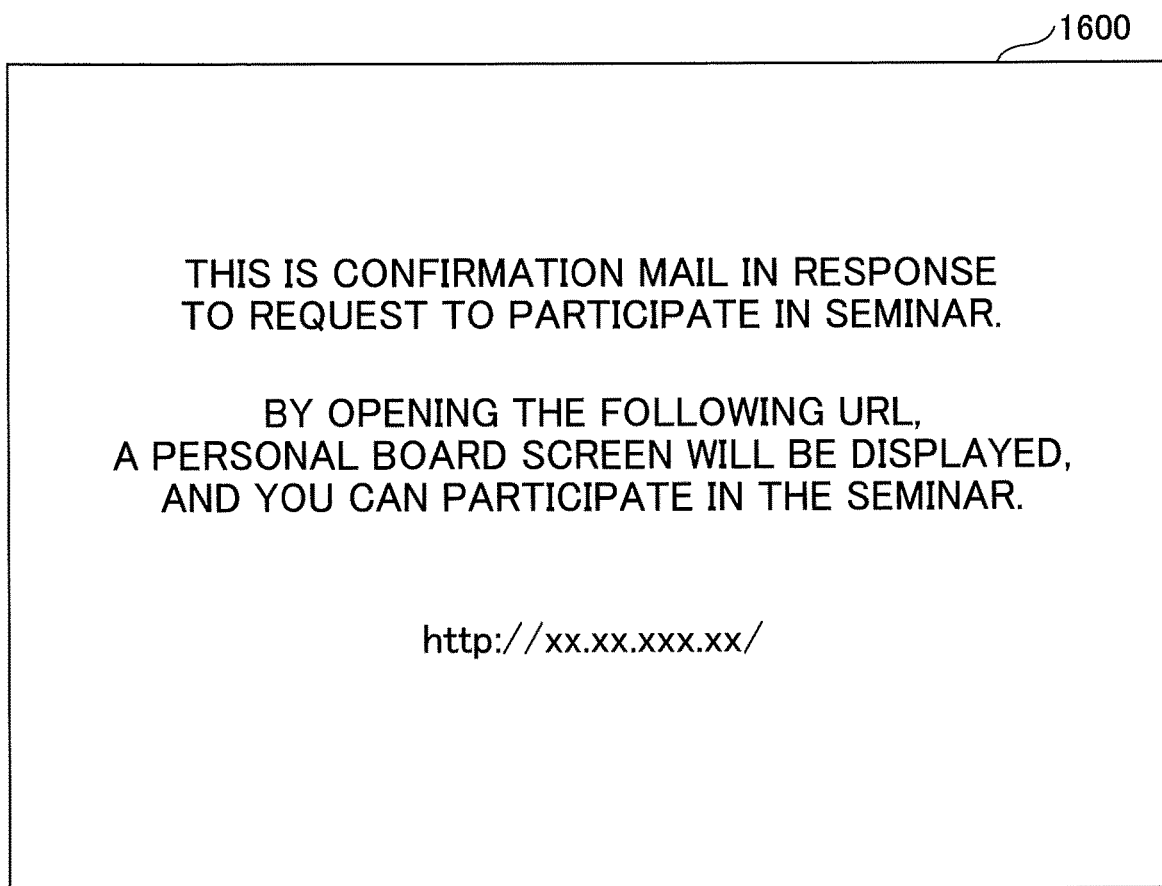 1600
THIS IS CONFIRMATION MAIL IN RESPONSE
TO REQUEST TO PARTICIPATE IN SEMINAR.
BY OPENING THE FOLLOWING URL,
A PERSONAL BOARD SCREEN WILL BE DISPLAYED,
AND YOU CAN PARTICIPATE IN THE SEMINAR.
http://xx.xx.xxx.xx/